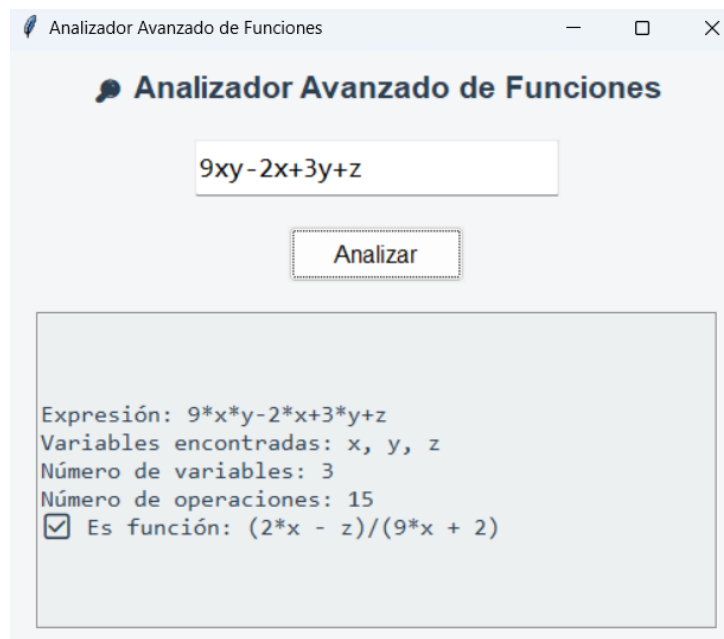 Analizador Avanzado de Funciones
Analizador Avanzado de Funciones
9xy-2x+3y+z
Analizar
Expresión: 9*x*y-2*x+3*y+z
Variables encontradas: x, y, z
Número de variables: 3
Número de operaciones: 15
Es función: (2*x - z)/(9*x + 2)